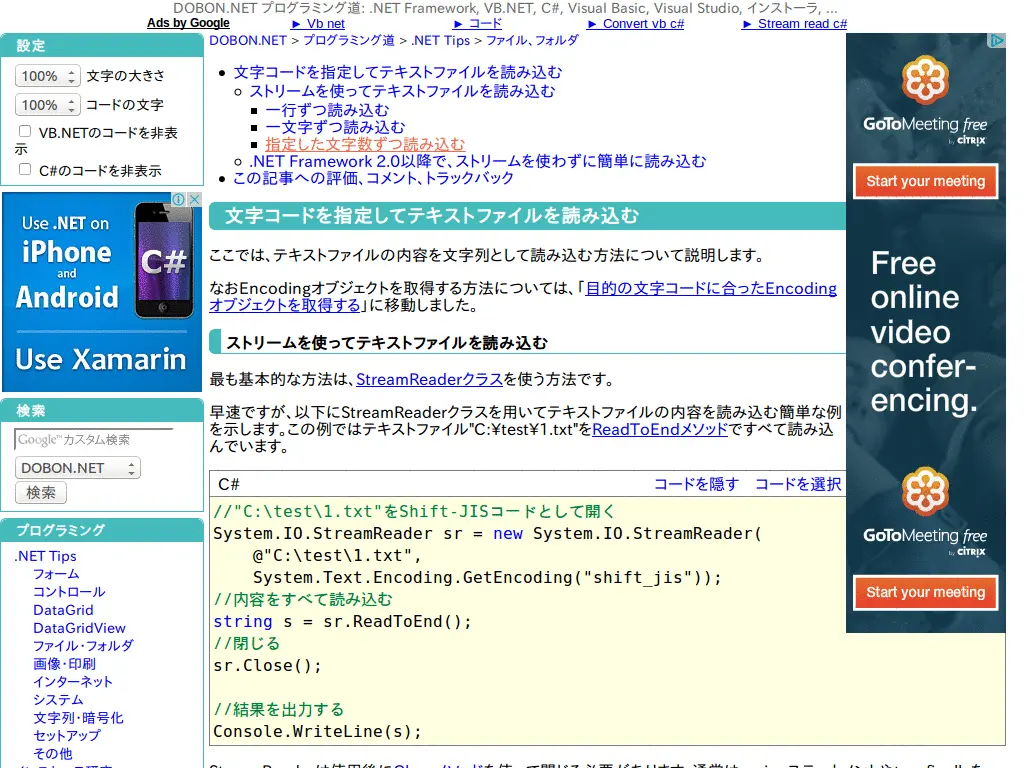 DOBON.NET プログラミング道: .NET Framework, VB.NET, C#, Visual Basic, Visual Studio, インストーラ, ...
Ads by Google
► Vb net
► コード
► Convert vb c#
► Stream read c#
設定
100% 文字の大きさ
100% コードの文字
VB.NETのコードを非表
示
C#のコードを非表示
Use .NET on
iPhone
and
Android
C#
Use Xamarin
検索
Google™カスタム検索
DOBON.NET
検索
プログラミング
.NET Tips
フォーム
コントロール
DataGrid
DataGridView
ファイル・フォルダ
画像・印刷
インターネット
システム
文字列・暗号化
セットアップ
その他
DOBON.NET > プログラミング道 > .NET Tips > ファイル、フォルダ
文字コードを指定してテキストファイルを読み込む
ストリームを使ってテキストファイルを読み込む
一行ずつ読み込む
一文字ずつ読み込む
指定した文字数ずつ読み込む
.NET Framework 2.0以降で、ストリームを使わずに簡単に読み込む
この記事への評価、コメント、トラックバック
文字コードを指定してテキストファイルを読み込む
ここでは、テキストファイルの内容を文字列として読み込む方法について説明します。
なおEncodingオブジェクトを取得する方法については、「目的の文字コードに合ったEncoding
オブジェクトを取得する」に移動しました。
ストリームを使ってテキストファイルを読み込む
最も基本的な方法は、StreamReaderクラスを使う方法です。
早速ですが、以下にStreamReaderクラスを用いてテキストファイルの内容を読み込む簡単な例
を示します。この例ではテキストファイル"C:¥test¥1.txt"をReadToEndメソッドですべて読み込
んでいます。
C# コードを隠す コードを選択
//"C:\test\1.txt"をShift-JISコードとして開く
System.IO.StreamReader sr = new System.IO.StreamReader(
@"C:\test\1.txt",
System.Text.Encoding.GetEncoding("shift_jis"));
//内容をすべて読み込む
string s = sr.ReadToEnd();
//閉じる
sr.Close();
//結果を出力する
Console.WriteLine(s);
GoToMeeting free
by CITRIX
Start your meeting
Free
online
video
confer-
encing.
GoToMeeting free
by CITRIX
Start your meeting